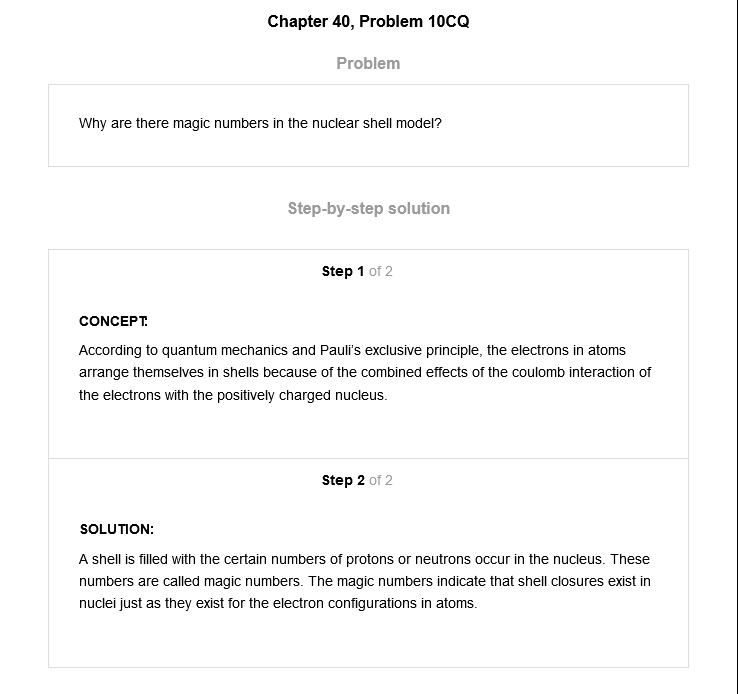 Chapter 40, Problem 10CQ
Problem
Why are there magic numbers in the nuclear shell model?
Step-by-step solution
Step 1 of 2
CONCEPT:
According to quantum mechanics and Pauli's exclusive principle, the electrons in atoms
arrange themselves in shells because of the combined effects of the coulomb interaction of
the electrons with the positively charged nucleus.
Step 2 of 2
SOLUTION:
A shell is filled with the certain numbers of protons or neutrons occur in the nucleus. These
numbers are called magic numbers. The magic numbers indicate that shell closures exist in
nuclei just as they exist for the electron configurations in atoms.